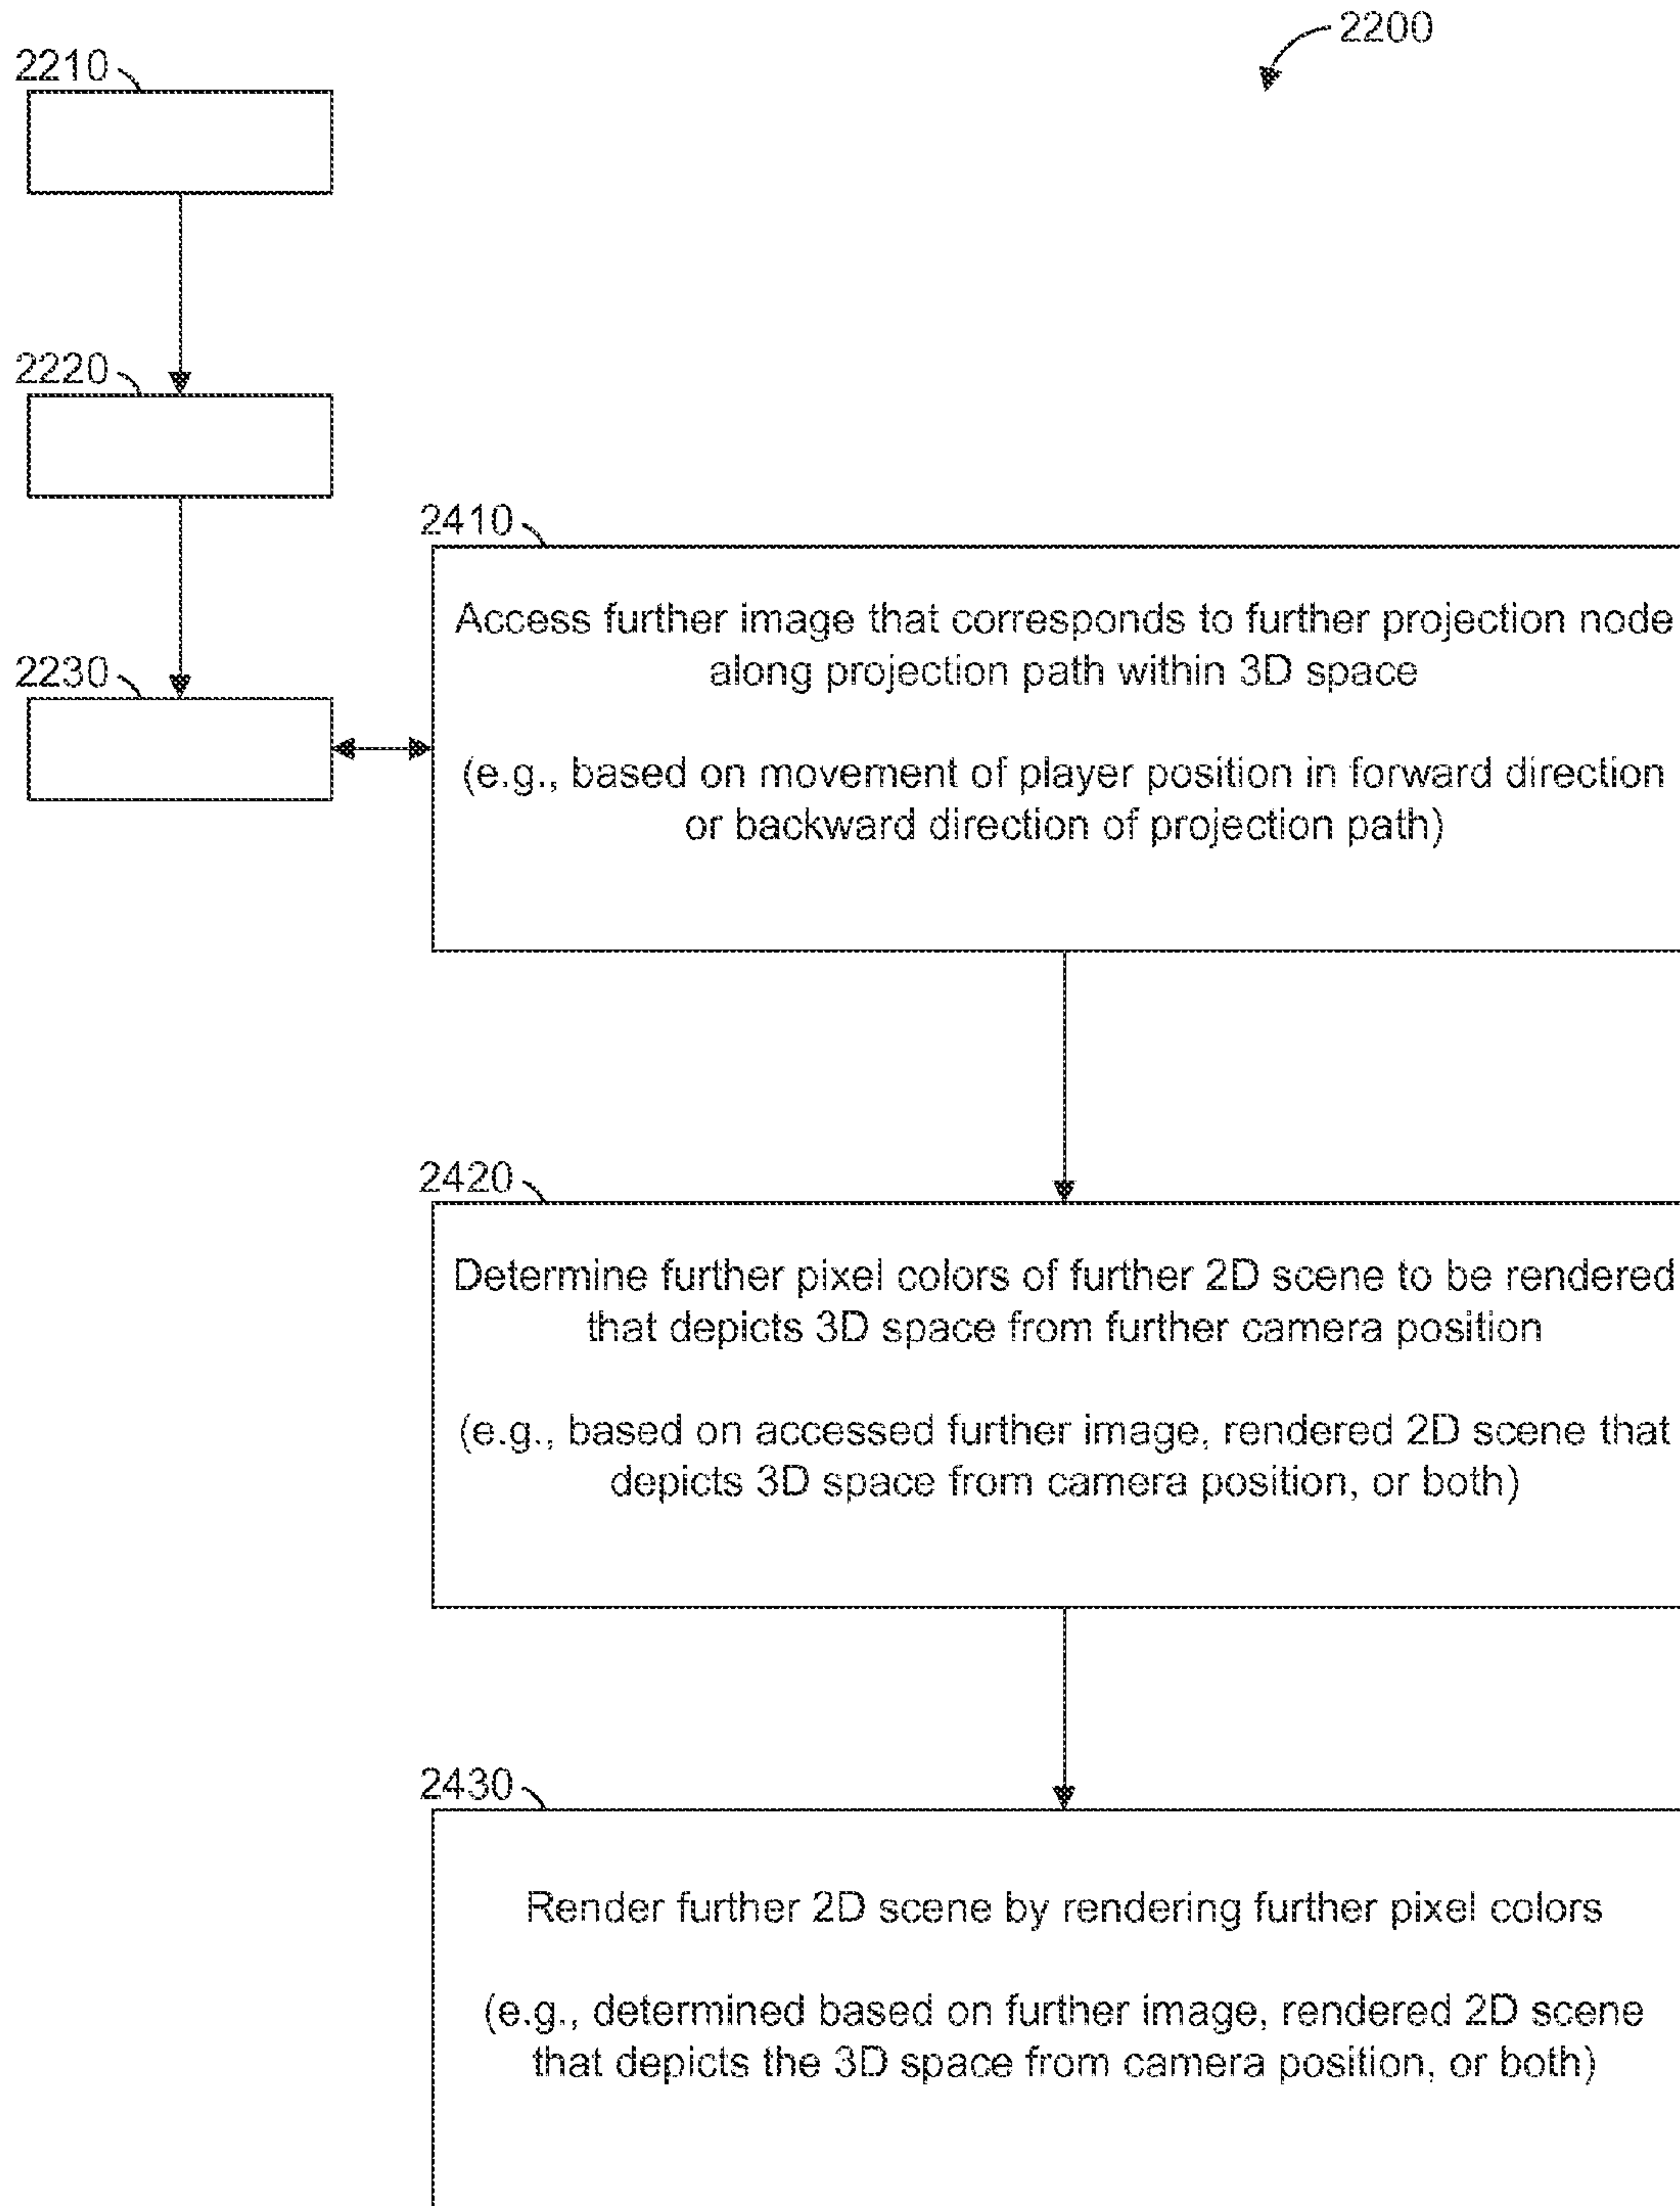 2200
2210
2220
2230
2410
Access further image that corresponds to further projection node
along projection path within 3D space
(e.g., based on movement of player position in forward direction
or backward direction of projection path)
2420
Determine further pixel colors of further 2D scene to be rendered
that depicts 3D space from further camera position
(e.g., based on accessed further image, rendered 2D scene that
depicts 3D space from camera position, or both)
2430
Render further 2D scene by rendering further pixel colors
(e.g., determined based on further image, rendered 2D scene
that depicts the 3D space from camera position, or both)